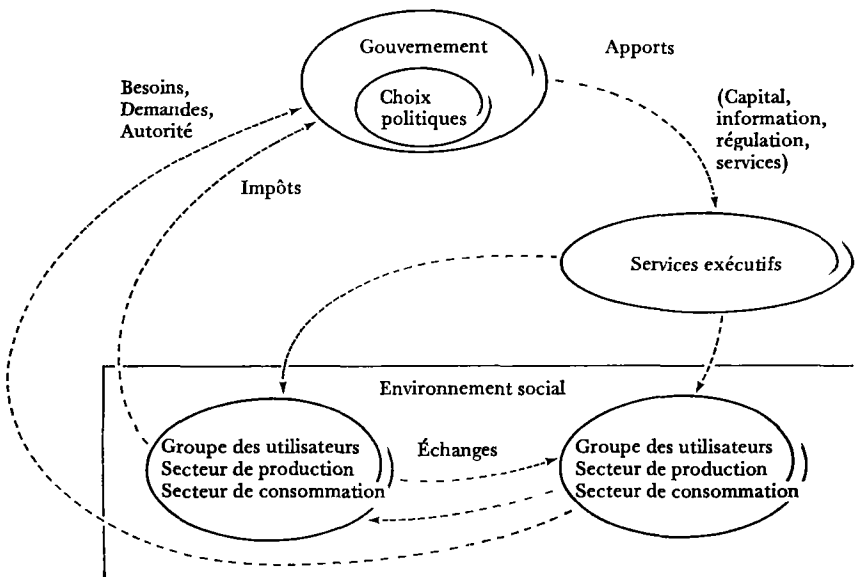 Gouvernement
Apports
Besoins,
Demandes,
Autorité
Choix
politiques
(Capital,
information,
régulation,
services)
Impôts
Services exécutifs
Environnement social
Groupe des utilisateurs
Secteur de production
Secteur de consommation
Échanges
Groupe des utilisateurs
Secteur de production
Secteur de consommation